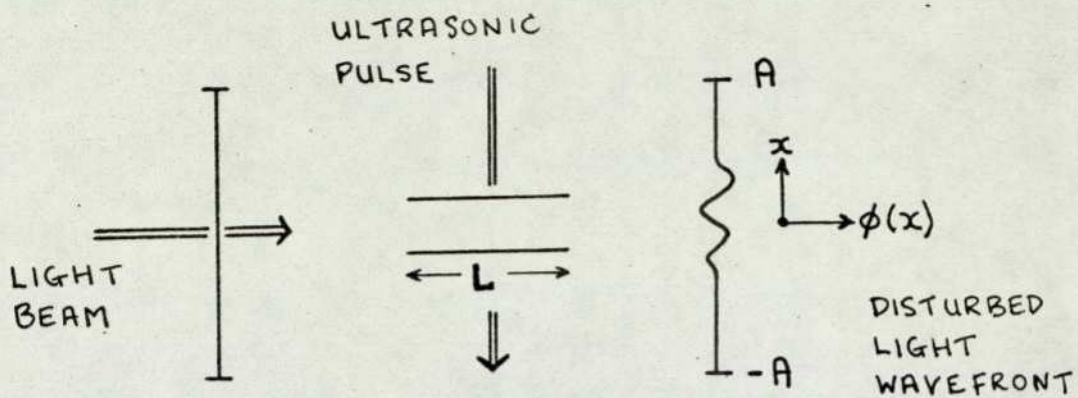 ULTRASONIC
PULSE
A
x
ϕ(x)
LIGHT
BEAM
L
DISTURBED
LIGHT
WAVEFRONT
-A